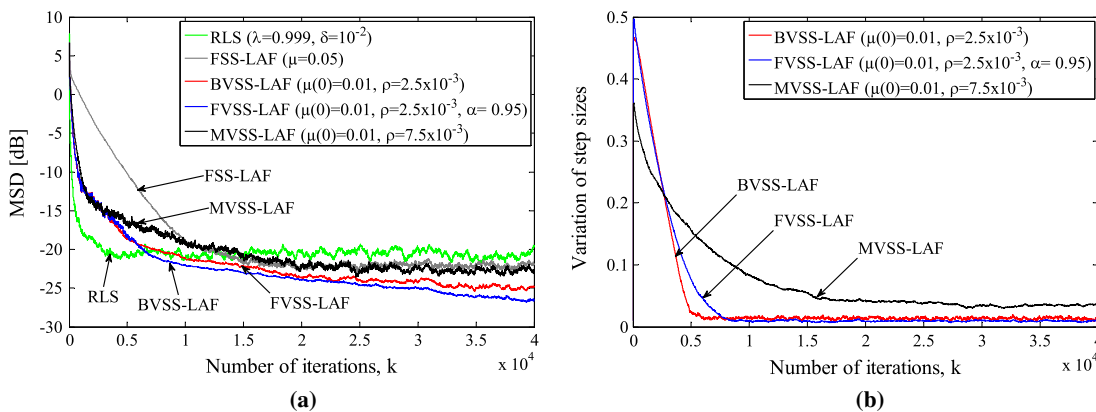 RLS (λ=0.999, δ=10⁻²)
FSS-LAF (μ=0.05)
BVSS-LAF (μ(0)=0.01, ρ=2.5x10⁻³)
FVSS-LAF (μ(0)=0.01, ρ=2.5x10⁻³, α= 0.95)
MVSS-LAF (μ(0)=0.01, ρ=7.5x10⁻³)
FSS-LAF
MVSS-LAF
RLS
BVSS-LAF
FVSS-LAF
MSD [dB]
10
5
0
-5
-10
-15
-20
-25
-30
0 0.5 1 1.5 2 2.5 3 3.5 4
x 10⁴
Number of iterations, k
(a)
BVSS-LAF (μ(0)=0.01, ρ=2.5x10⁻³)
FVSS-LAF (μ(0)=0.01, ρ=2.5x10⁻³, α= 0.95)
MVSS-LAF (μ(0)=0.01, ρ=7.5x10⁻³)
BVSS-LAF
FVSS-LAF
MVSS-LAF
Variation of step sizes
0.5
0.4
0.3
0.2
0.1
0
0 0.5 1 1.5 2 2.5 3 3.5 4
x 10⁴
Number of iterations, k
(b)